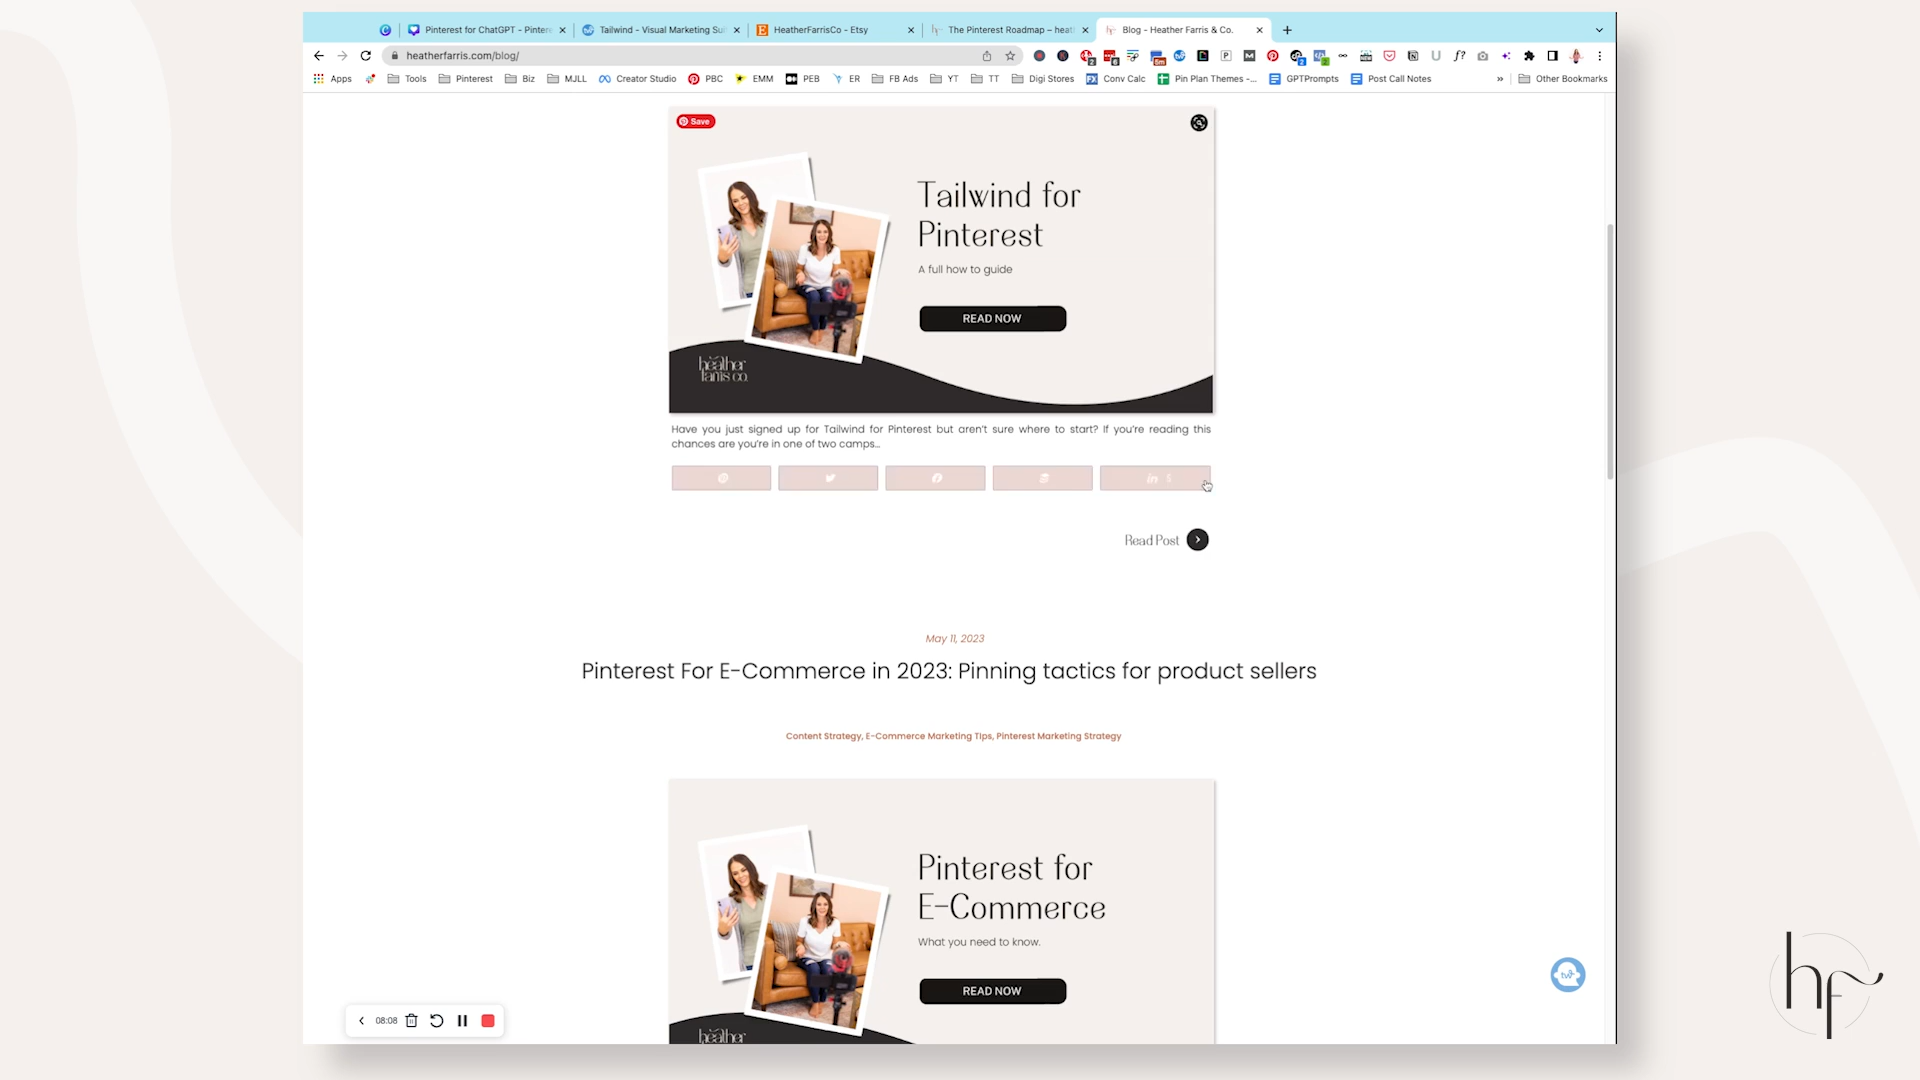 Pinterest for ChatGPT - Pintere
Tailwind - Visual Marketing Sui
HeatherFarrisCo - Etsy
The Pinterest Roadmap – heath
Blog - Heather Farris & Co.
heatherfarris.com/blog/
Apps
Tools
Pinterest
Biz
MJLL
Creator Studio
PBC
EMM
PEB
ER
FB Ads
YT
TT
Digi Stores
Conv Calc
Pin Plan Themes -...
GPTPrompts
Post Call Notes
»
Other Bookmarks
Save
Tailwind for
Pinterest
A full how to guide
READ NOW
heather
farris co.
Have you just signed up for Tailwind for Pinterest but aren't sure where to start? If you're reading this
chances are you're in one of two camps...
in 5
Read Post
May 11, 2023
Pinterest For E-Commerce in 2023: Pinning tactics for product sellers
Content Strategy, E-Commerce Marketing Tips, Pinterest Marketing Strategy
Pinterest for
E-Commerce
What you need to know.
READ NOW
heather
08:08
hf